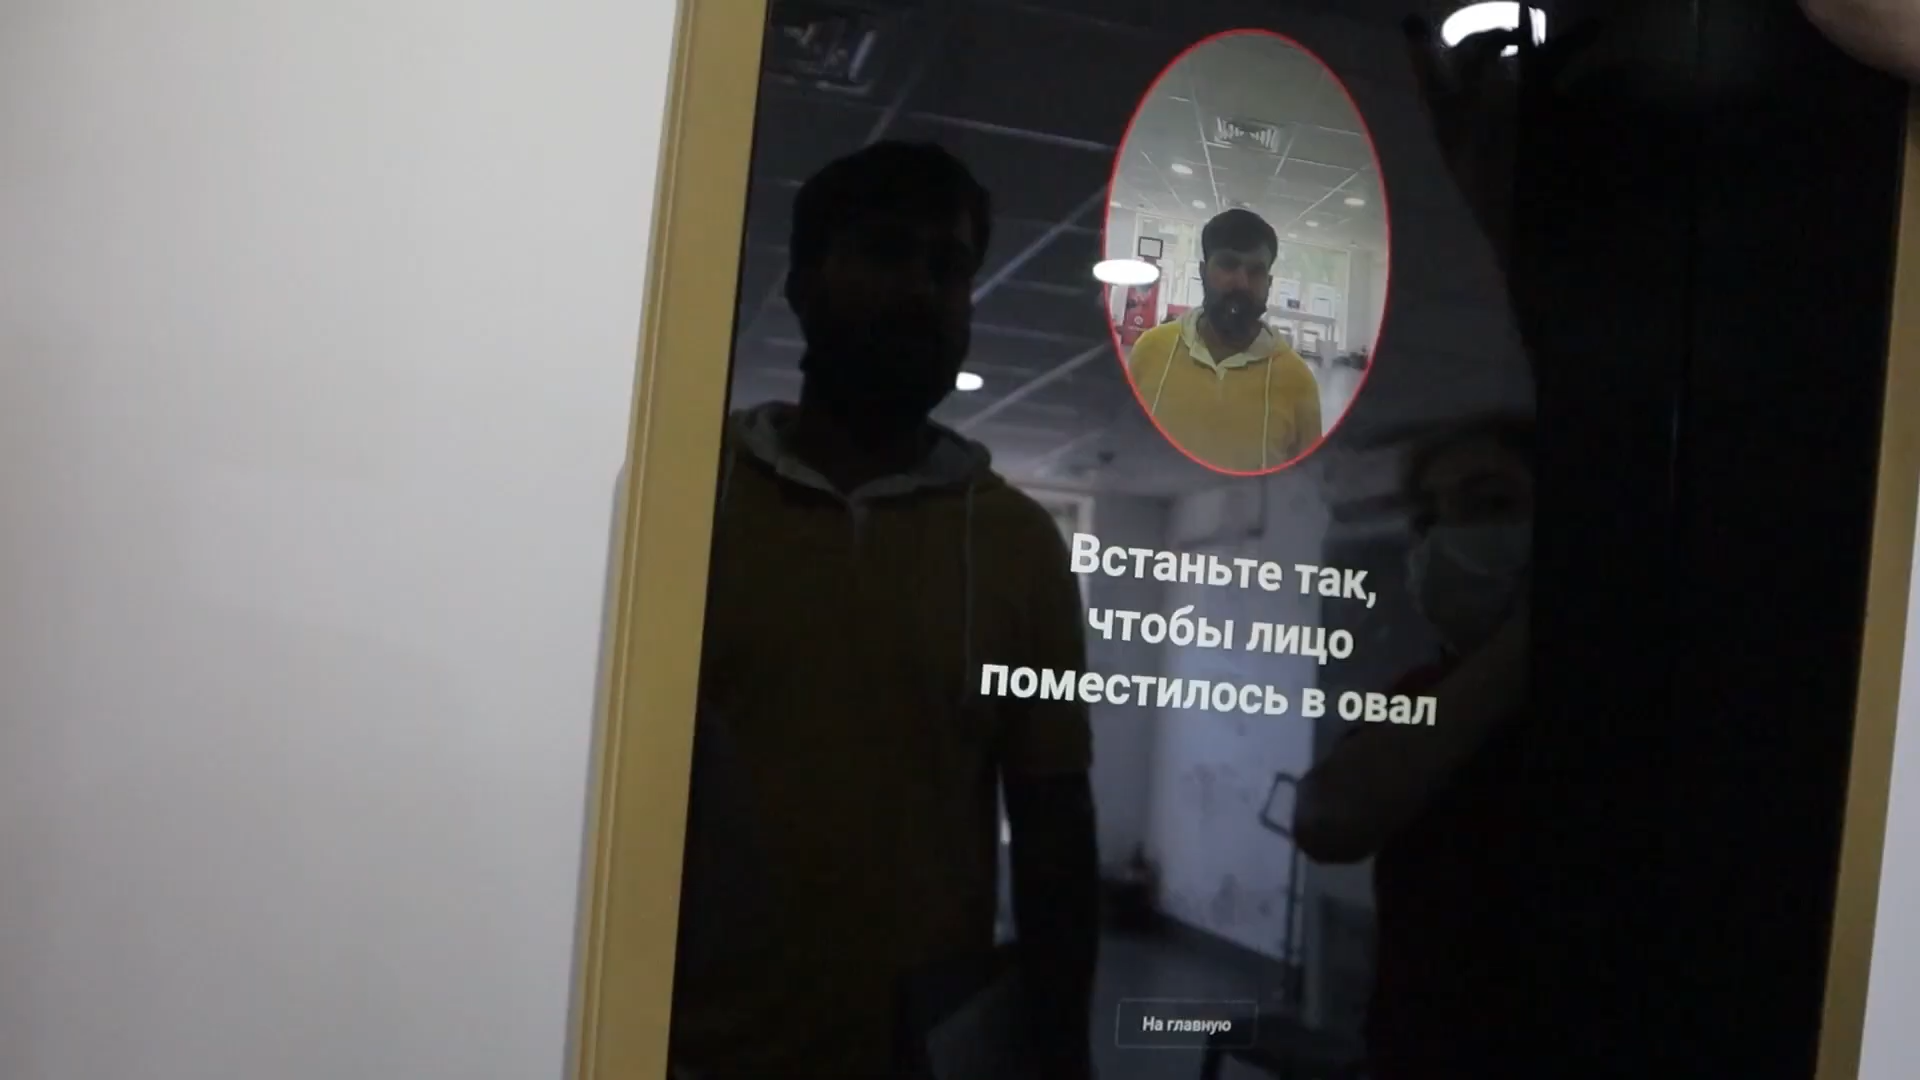 Встаньте так,
чтобы лицо
поместилось в овал
На главную